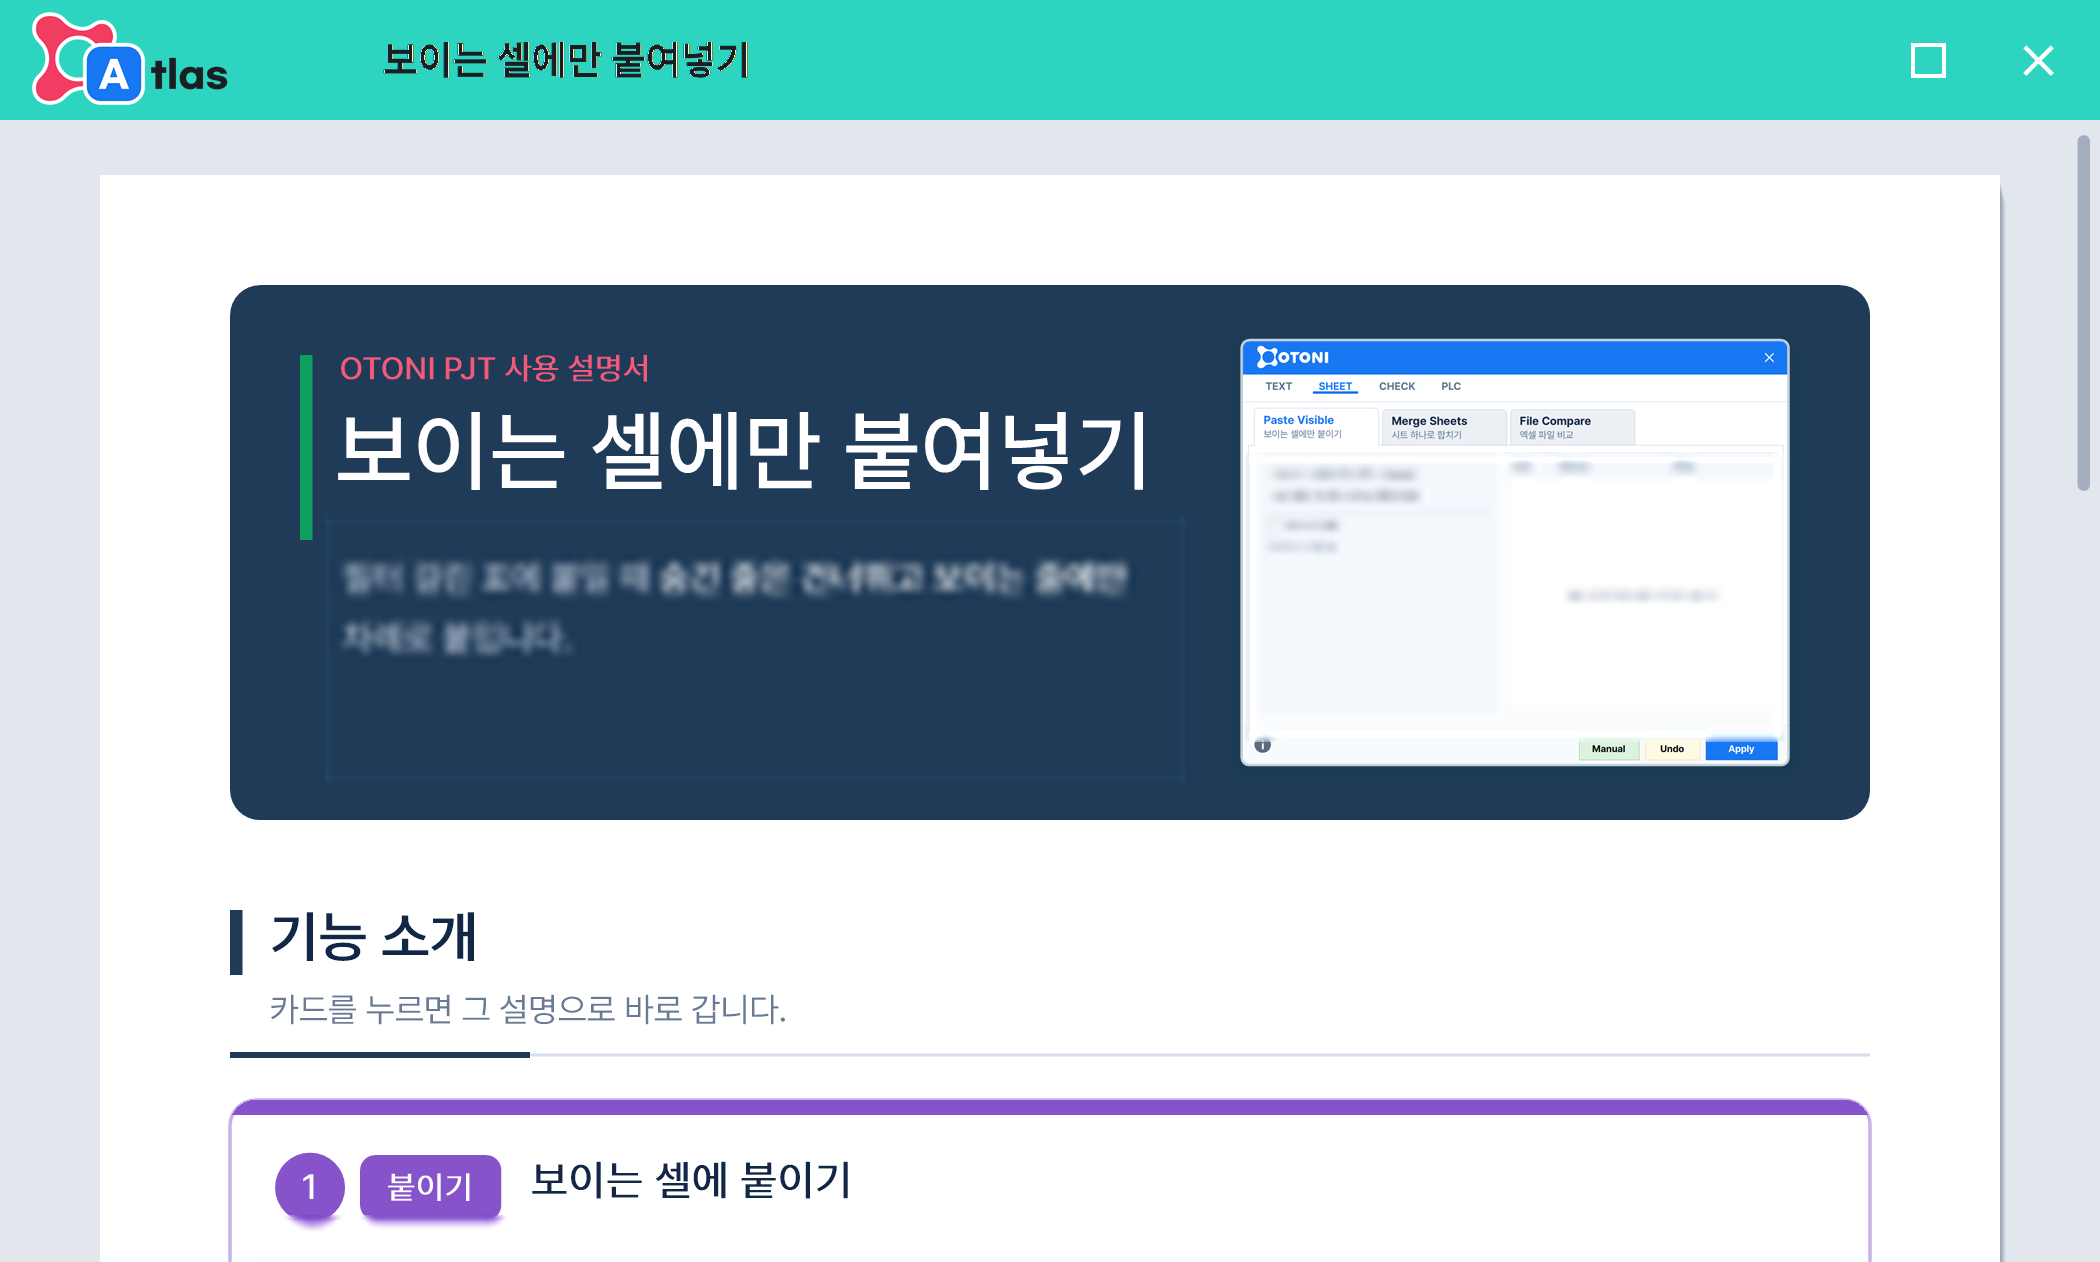 Atlas
보이는 셀에만 붙여넣기
OTONI PJT 사용 설명서
보이는 셀에만 붙여넣기
OTONI
TEXT SHEET CHECK PLC
Paste Visible Merge Sheets File Compare
보이는 셀에만 붙이기 시트 하나로 합치기 엑셀 파일 비교
Manual Undo Apply
기능 소개
카드를 누르면 그 설명으로 바로 갑니다.
1 붙이기 보이는 셀에 붙이기